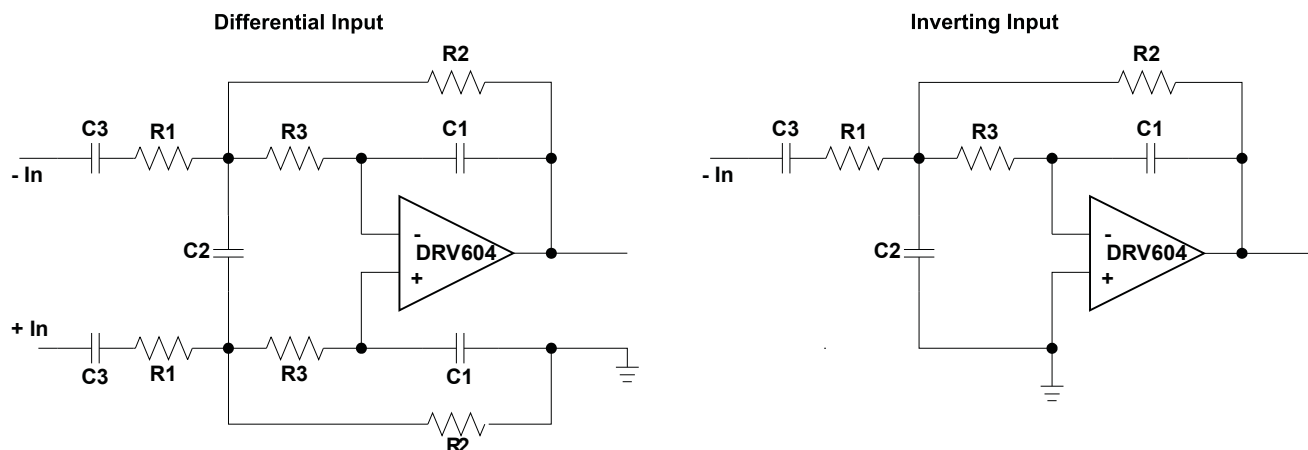 Differential Input
R2
C3
R1
R3
C1
- In
C2
-
DRV604
+
+ In
C3
R1
R3
C1
R2
Inverting Input
R2
C3
R1
R3
C1
- In
C2
-
DRV604
+